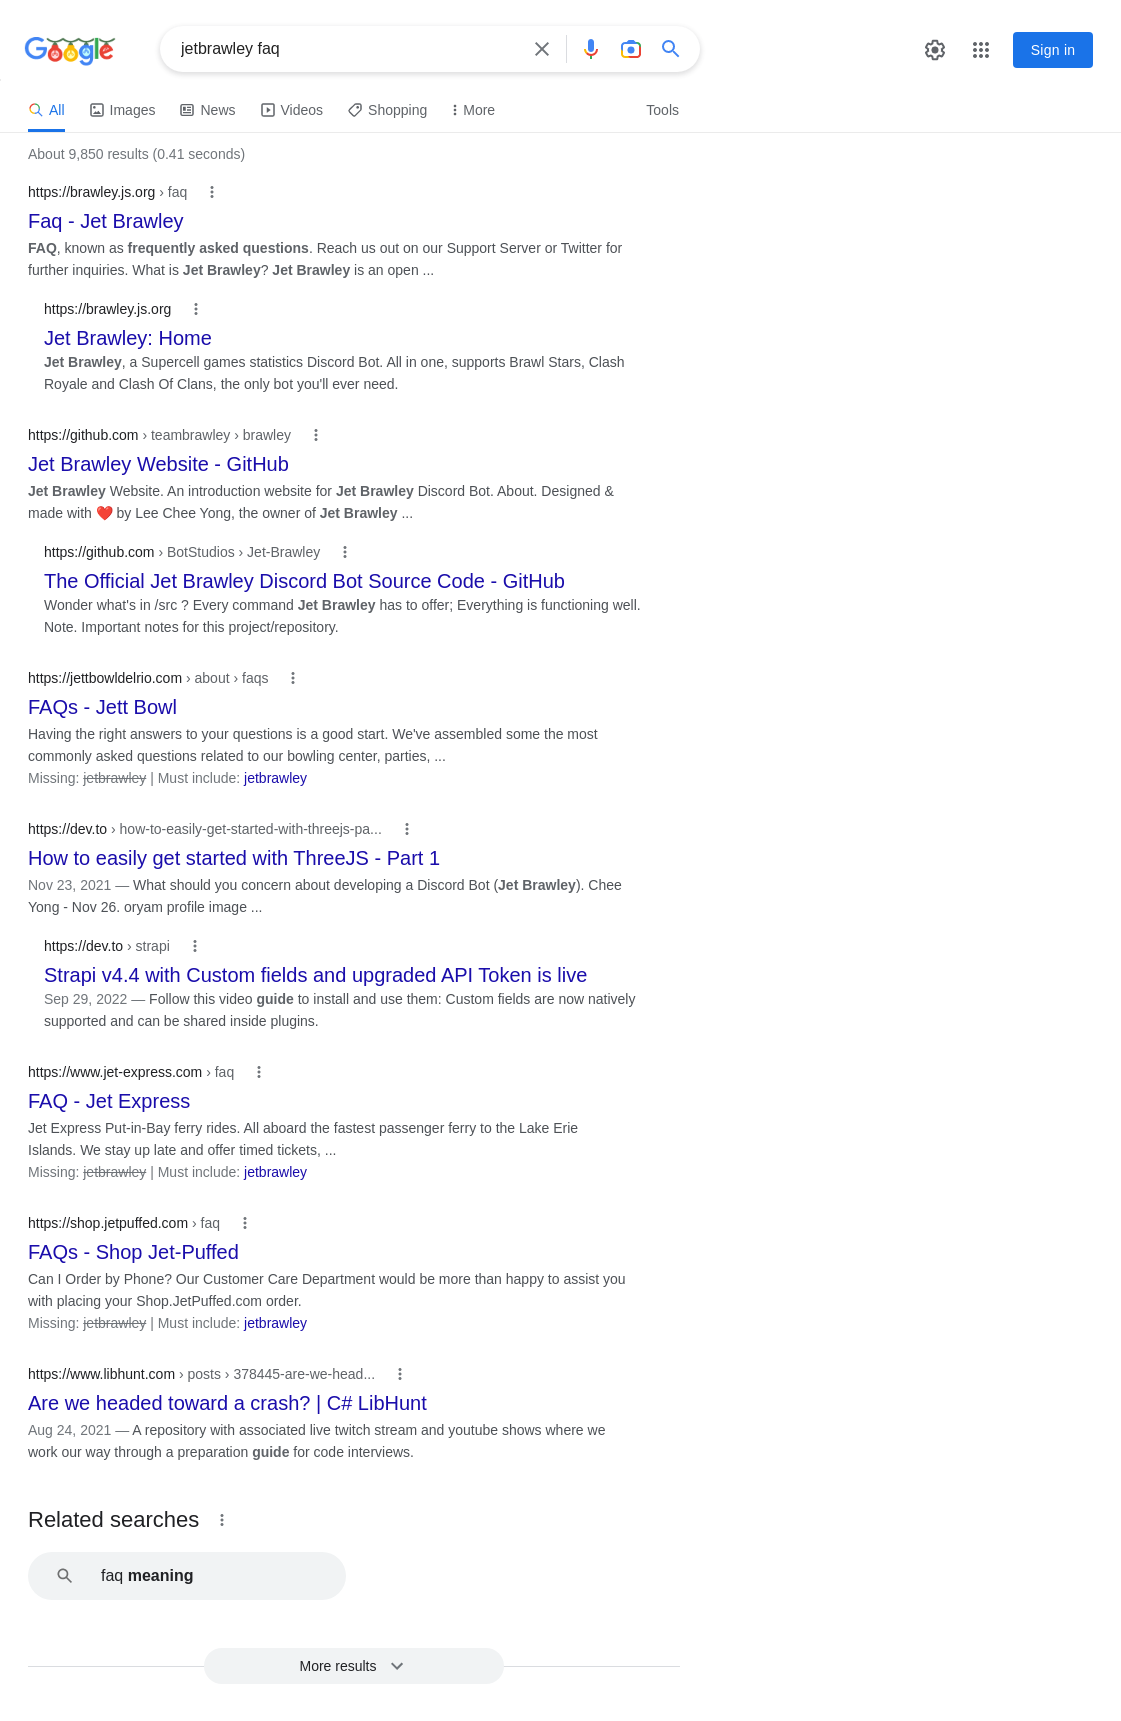 Google
jetbrawley faq
Sign in
All Images News Videos Shopping More Tools
About 9,850 results (0.41 seconds)
https://brawley.js.org › faq
Faq - Jet Brawley
FAQ, known as frequently asked questions. Reach us out on our Support Server or Twitter for
further inquiries. What is Jet Brawley? Jet Brawley is an open ...
https://brawley.js.org
Jet Brawley: Home
Jet Brawley, a Supercell games statistics Discord Bot. All in one, supports Brawl Stars, Clash
Royale and Clash Of Clans, the only bot you'll ever need.
https://github.com › teambrawley › brawley
Jet Brawley Website - GitHub
Jet Brawley Website. An introduction website for Jet Brawley Discord Bot. About. Designed &
made with ❤️ by Lee Chee Yong, the owner of Jet Brawley ...
https://github.com › BotStudios › Jet-Brawley
The Official Jet Brawley Discord Bot Source Code - GitHub
Wonder what's in /src ? Every command Jet Brawley has to offer; Everything is functioning well.
Note. Important notes for this project/repository.
https://jettbowldelrio.com › about › faqs
FAQs - Jett Bowl
Having the right answers to your questions is a good start. We've assembled some the most
commonly asked questions related to our bowling center, parties, ...
Missing: jetbrawley | Must include: jetbrawley
https://dev.to › how-to-easily-get-started-with-threejs-pa...
How to easily get started with ThreeJS - Part 1
Nov 23, 2021 — What should you concern about developing a Discord Bot (Jet Brawley). Chee
Yong - Nov 26. oryam profile image ...
https://dev.to › strapi
Strapi v4.4 with Custom fields and upgraded API Token is live
Sep 29, 2022 — Follow this video guide to install and use them: Custom fields are now natively
supported and can be shared inside plugins.
https://www.jet-express.com › faq
FAQ - Jet Express
Jet Express Put-in-Bay ferry rides. All aboard the fastest passenger ferry to the Lake Erie
Islands. We stay up late and offer timed tickets, ...
Missing: jetbrawley | Must include: jetbrawley
https://shop.jetpuffed.com › faq
FAQs - Shop Jet-Puffed
Can I Order by Phone? Our Customer Care Department would be more than happy to assist you
with placing your Shop.JetPuffed.com order.
Missing: jetbrawley | Must include: jetbrawley
https://www.libhunt.com › posts › 378445-are-we-head...
Are we headed toward a crash? | C# LibHunt
Aug 24, 2021 — A repository with associated live twitch stream and youtube shows where we
work our way through a preparation guide for code interviews.
Related searches
faq meaning
More results